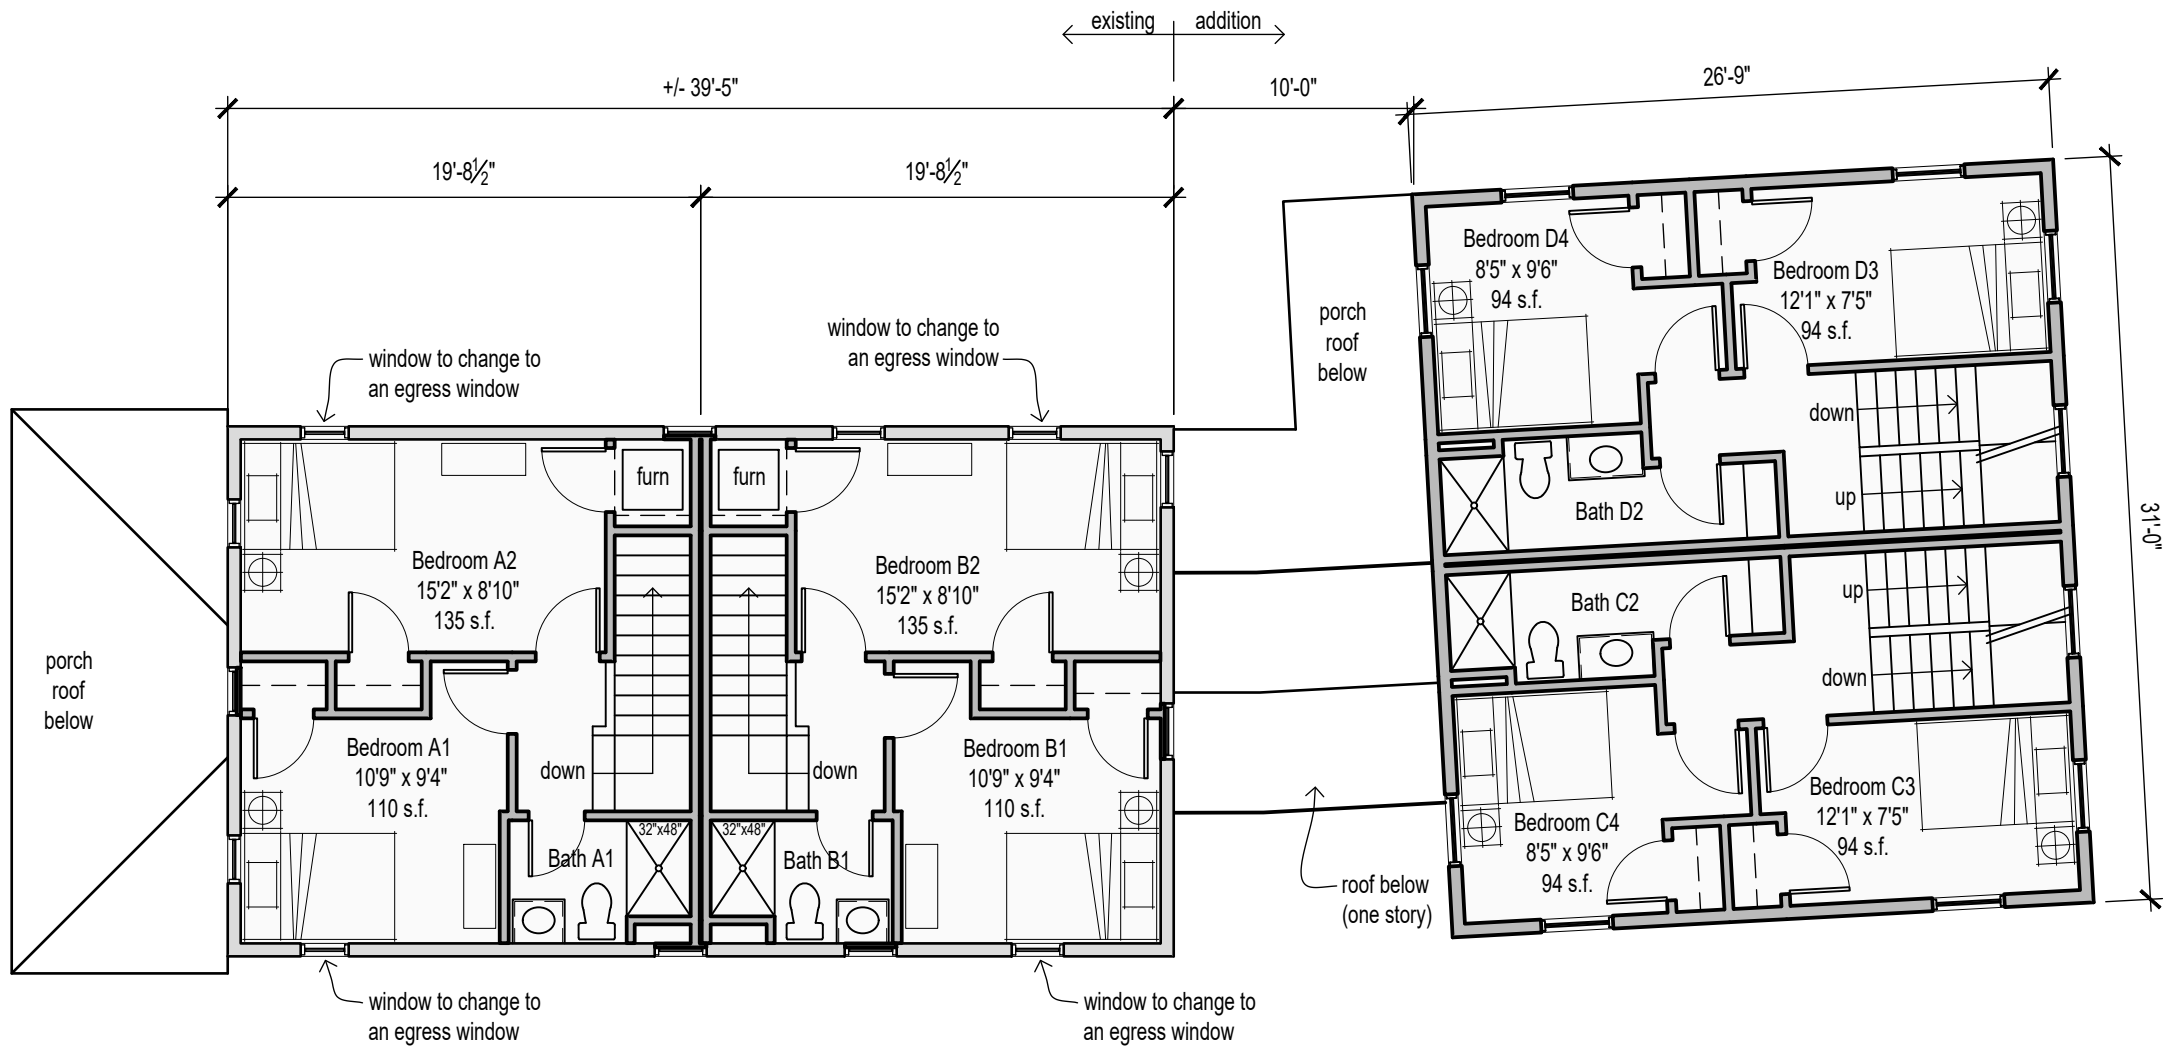 existing
addition
+/- 39'-5"
10'-0"
26'-9"
19'-8½"
19'-8½"
31'-0"
window to change to
an egress window
window to change to
an egress window
porch
roof
below
porch
roof
below
furn
furn
Bedroom A2
15'2" x 8'10"
135 s.f.
Bedroom B2
15'2" x 8'10"
135 s.f.
Bedroom A1
10'9" x 9'4"
110 s.f.
down
down
Bedroom B1
10'9" x 9'4"
110 s.f.
32"x48"
32"x48"
Bath A1
Bath B1
window to change to
an egress window
window to change to
an egress window
roof below
(one story)
Bedroom D4
8'5" x 9'6"
94 s.f.
Bedroom D3
12'1" x 7'5"
94 s.f.
down
up
Bath D2
Bath C2
up
down
Bedroom C4
8'5" x 9'6"
94 s.f.
Bedroom C3
12'1" x 7'5"
94 s.f.